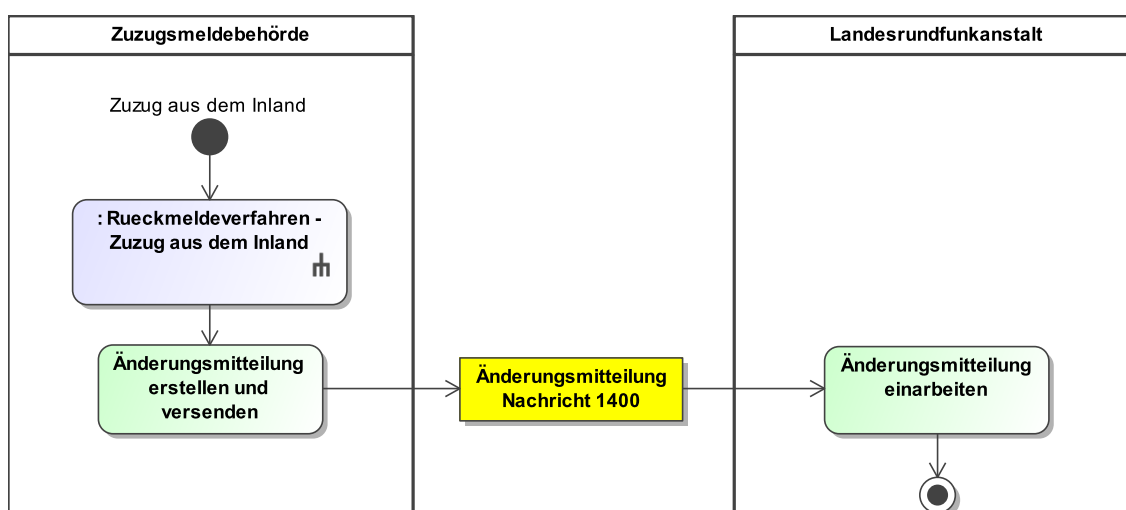 Zuzugsmeldebehörde
Landesrundfunkanstalt
Zuzug aus dem Inland
: Rueckmeldeverfahren -
Zuzug aus dem Inland
Änderungsmitteilung
erstellen und
versenden
Änderungsmitteilung
Nachricht 1400
Änderungsmitteilung
einarbeiten